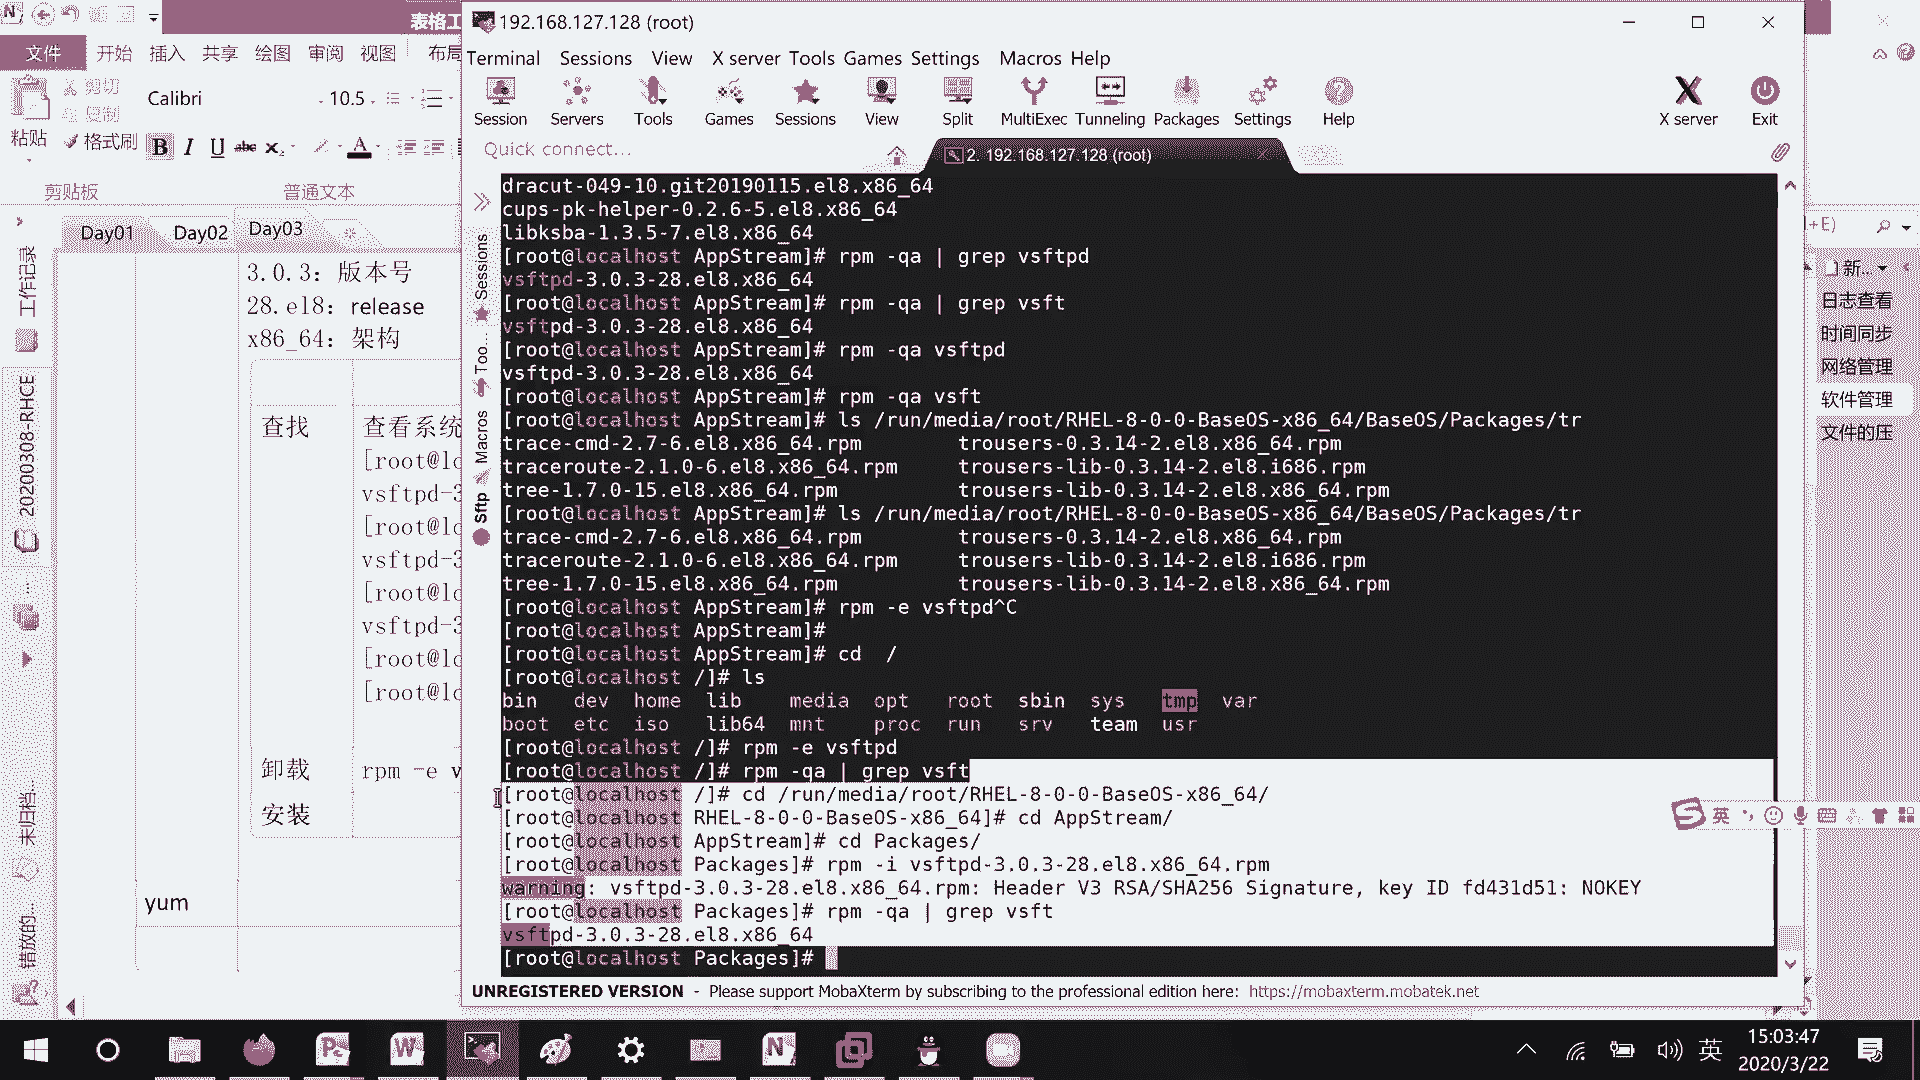 表格工
192.168.127.128 (root)
文件 开始 插入 共享 绘图 审阅 视图 布局
Terminal Sessions View X server Tools Games Settings Macros Help
剪切
复制
粘贴 格式刷
Calibri 10.5
B I U abc x₂ A
剪贴板 普通文本
Session Servers Tools Games Sessions View Split MultiExec Tunneling Packages Settings Help X server Exit
Quick connect...
2. 192.168.127.128 (root)
Day01 Day02 Day03
3.0.3: 版本号
28.el8: release
x86_64: 架构
查找 查看系统
[root@lo
vsftpd-3
[root@lo
vsftpd-3
[root@lo
vsftpd-3
[root@lo
[root@lo
卸载 rpm -e v
安装
yum
工作记录
20200308-RHCE
未归档...
错放的...
Sessions
Too...
Macros
Sftp
dracut-049-10.git20190115.el8.x86_64
cups-pk-helper-0.2.6-5.el8.x86_64
libksba-1.3.5-7.el8.x86_64
[root@localhost AppStream]# rpm -qa | grep vsftpd
vsftpd-3.0.3-28.el8.x86_64
[root@localhost AppStream]# rpm -qa | grep vsft
vsftpd-3.0.3-28.el8.x86_64
[root@localhost AppStream]# rpm -qa vsftpd
vsftpd-3.0.3-28.el8.x86_64
[root@localhost AppStream]# rpm -qa vsft
[root@localhost AppStream]# ls /run/media/root/RHEL-8-0-0-BaseOS-x86_64/BaseOS/Packages/tr
trace-cmd-2.7-6.el8.x86_64.rpm trousers-0.3.14-2.el8.x86_64.rpm
traceroute-2.1.0-6.el8.x86_64.rpm trousers-lib-0.3.14-2.el8.i686.rpm
tree-1.7.0-15.el8.x86_64.rpm trousers-lib-0.3.14-2.el8.x86_64.rpm
[root@localhost AppStream]# ls /run/media/root/RHEL-8-0-0-BaseOS-x86_64/BaseOS/Packages/tr
trace-cmd-2.7-6.el8.x86_64.rpm trousers-0.3.14-2.el8.x86_64.rpm
traceroute-2.1.0-6.el8.x86_64.rpm trousers-lib-0.3.14-2.el8.i686.rpm
tree-1.7.0-15.el8.x86_64.rpm trousers-lib-0.3.14-2.el8.x86_64.rpm
[root@localhost AppStream]# rpm -e vsftpd^C
[root@localhost AppStream]#
[root@localhost AppStream]# cd  /
[root@localhost /]# ls
bin dev home lib media opt root sbin sys tmp var
boot etc iso lib64 mnt proc run srv team usr
[root@localhost /]# rpm -e vsftpd
[root@localhost /]# rpm -qa | grep vsft
[root@localhost /]# cd /run/media/root/RHEL-8-0-0-BaseOS-x86_64/
[root@localhost RHEL-8-0-0-BaseOS-x86_64]# cd AppStream/
[root@localhost AppStream]# cd Packages/
[root@localhost Packages]# rpm -i vsftpd-3.0.3-28.el8.x86_64.rpm
warning: vsftpd-3.0.3-28.el8.x86_64.rpm: Header V3 RSA/SHA256 Signature, key ID fd431d51: NOKEY
[root@localhost Packages]# rpm -qa | grep vsft
vsftpd-3.0.3-28.el8.x86_64
[root@localhost Packages]#
UNREGISTERED VERSION - Please support MobaXterm by subscribing to the professional edition here: https://mobaxterm.mobatek.net
+E)
新...
日志查看
时间同步
网络管理
软件管理
文件的压
英
英
15:03:47
2020/3/22